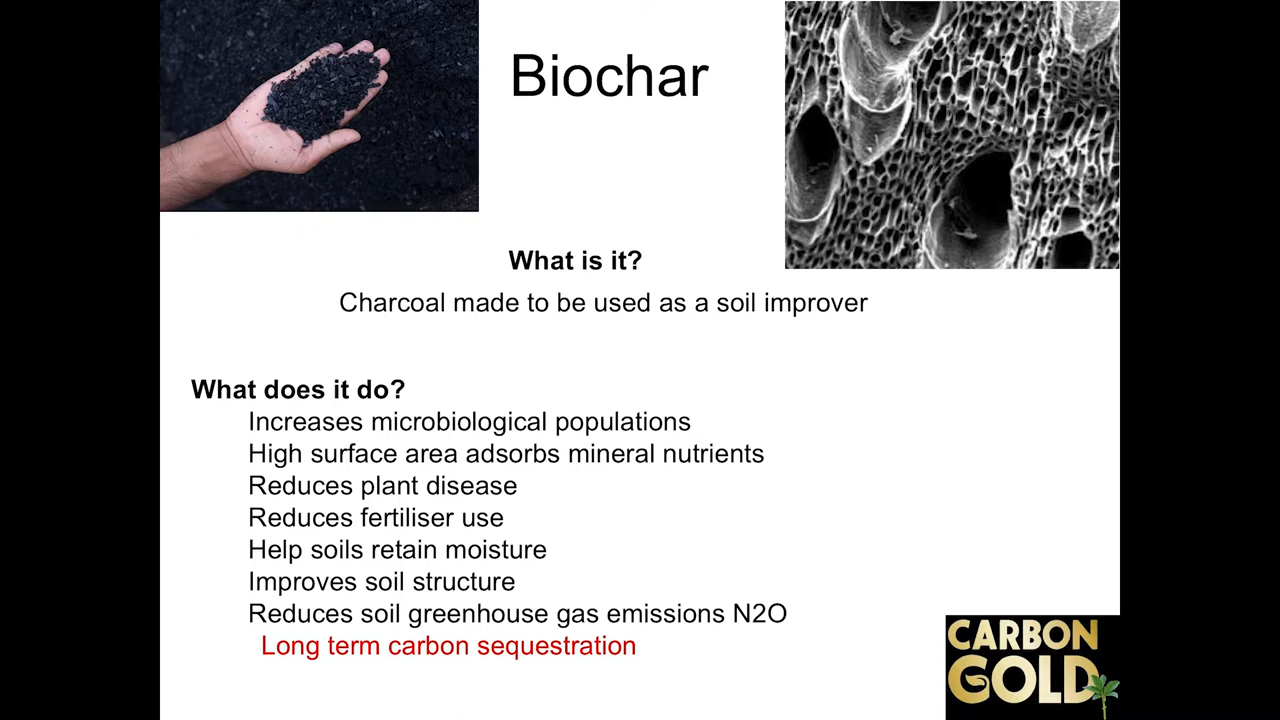 Biochar
What is it?
Charcoal made to be used as a soil improver
What does it do?
Increases microbiological populations
High surface area adsorbs mineral nutrients
Reduces plant disease
Reduces fertiliser use
Help soils retain moisture
Improves soil structure
Reduces soil greenhouse gas emissions N2O
Long term carbon sequestration
CARBON
GOLD